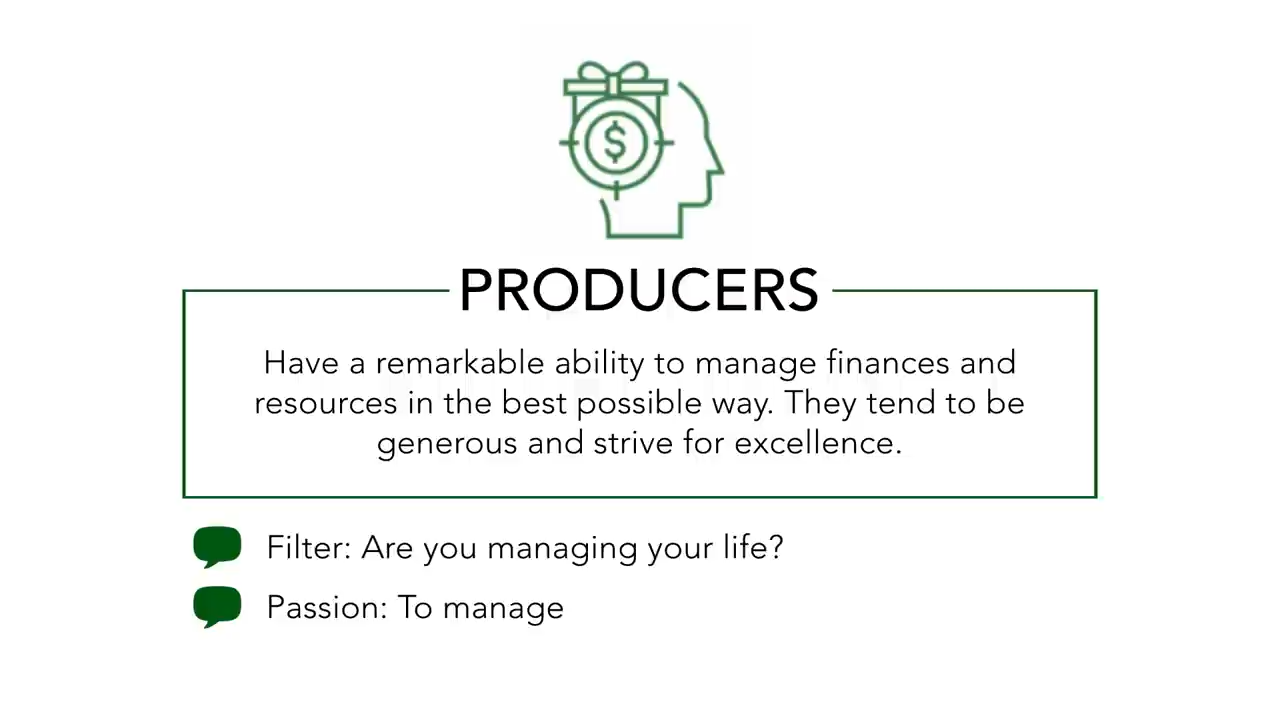 $
PRODUCERS
Have a remarkable ability to manage finances and
resources in the best possible way. They tend to be
generous and strive for excellence.
Filter: Are you managing your life?
Passion: To manage